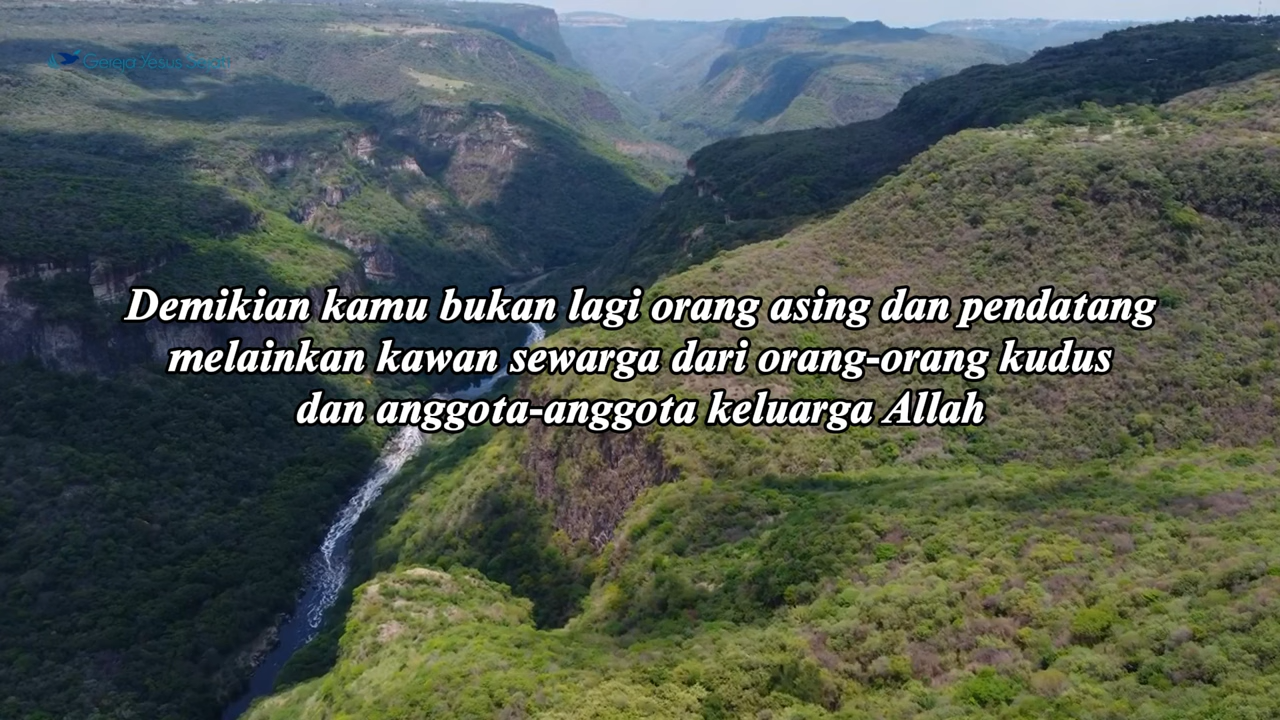 Gereja Yesus Sejati
Demikian kamu bukan lagi orang asing dan pendatang
melainkan kawan sewarga dari orang-orang kudus
dan anggota-anggota keluarga Allah